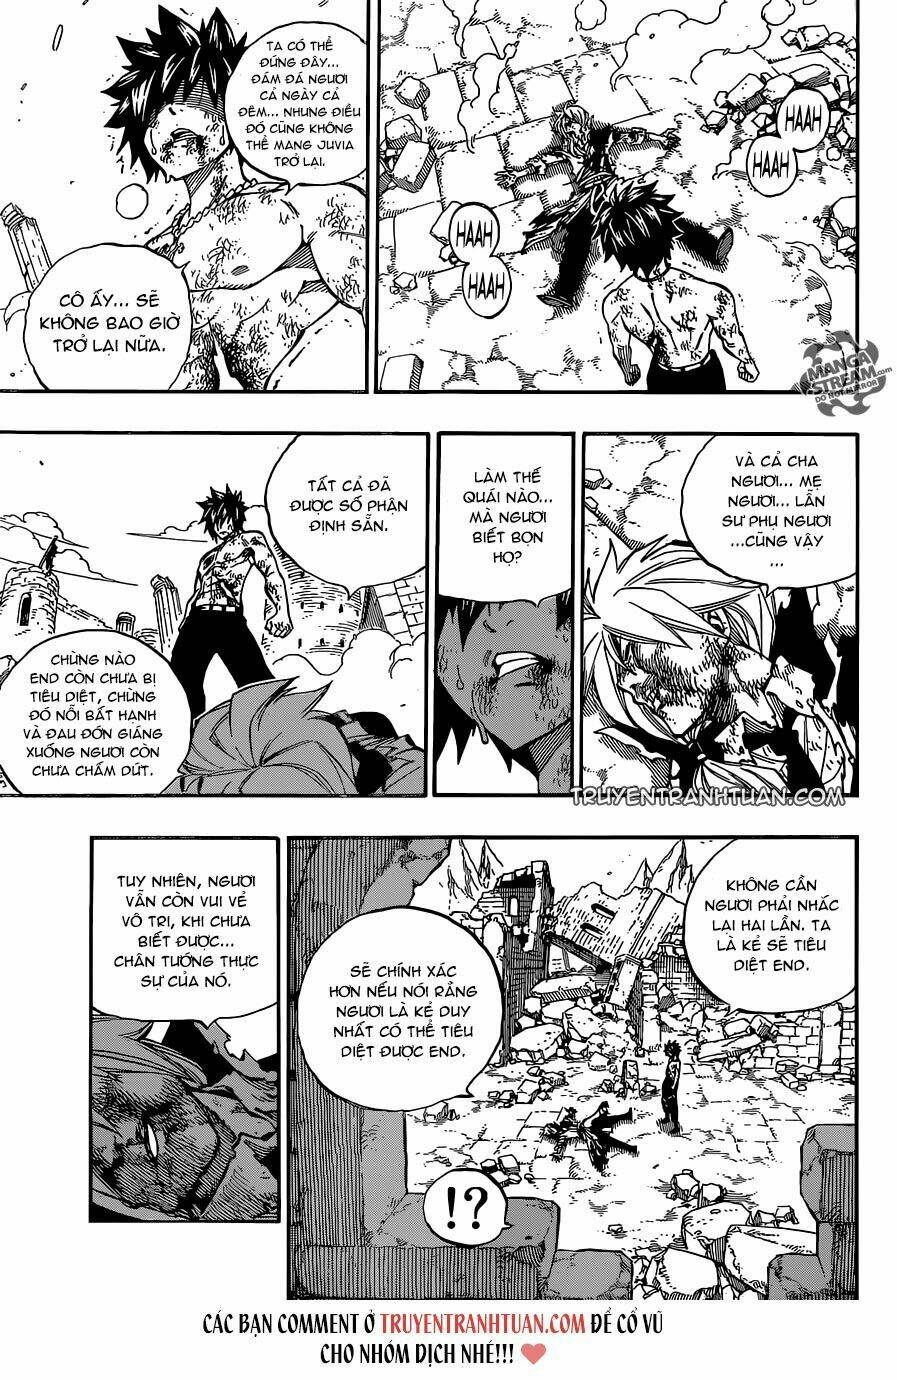 HAAH
HAAH
HAAH
HAAH
MANGA
STREAM.com
DO NOT MIRROR
TA CÓ THỂ
ĐỨNG ĐÂY...
ĐẤM ĐÁ NGƯƠI
CẢ NGÀY CẢ
ĐÊM... NHƯNG ĐIỀU
ĐÓ CŨNG KHÔNG
THỂ MANG JUVIA
TRỞ LẠI.
CÔ ẤY... SẼ
KHÔNG BAO GIỜ
TRỞ LẠI NỮA.
VÀ CẢ CHA
NGƯƠI... MẸ
NGƯƠI... LẪN
SƯ PHỤ NGƯƠI
...CŨNG VẬY
...
LÀM THẾ
QUÁI NÀO...
MÀ NGƯƠI
BIẾT BỌN
HỌ?
TẤT CẢ ĐÃ
ĐƯỢC SỐ PHẬN
ĐỊNH SẴN.
CHỪNG NÀO
END CÒN CHƯA BỊ
TIÊU DIỆT, CHỪNG
ĐÓ NỖI BẤT HẠNH
VÀ ĐAU ĐỚN GIÁNG
XUỐNG NGƯƠI CÒN
CHƯA CHẤM DỨT.
TRUYENTRANHTUAN.COM
KHÔNG CẦN
NGƯƠI PHẢI NHẮC
LẠI HAI LẦN. TA
LÀ KẺ SẼ TIÊU
DIỆT END.
SẼ CHÍNH XÁC
HƠN NẾU NÓI RẰNG
NGƯƠI LÀ KẺ DUY
NHẤT CÓ THỂ TIÊU
DIỆT ĐƯỢC END.
!?
TUY NHIÊN, NGƯƠI
VẪN CÒN VUI VẺ
VÔ TRI, KHI CHƯA
BIẾT ĐƯỢC...
CHÂN TƯỚNG THỰC
SỰ CỦA NÓ.
CÁC BẠN COMMENT Ở TRUYENTRANHTUAN.COM ĐỂ CỔ VŨ
CHO NHÓM DỊCH NHÉ!!! ❤